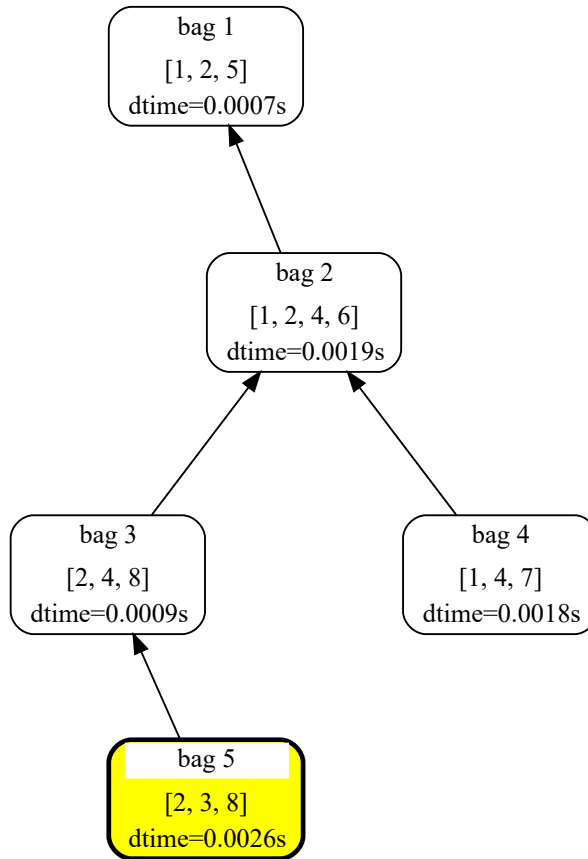 bag 1
[1, 2, 5]
dtime=0.0007s
bag 2
[1, 2, 4, 6]
dtime=0.0019s
bag 3
[2, 4, 8]
dtime=0.0009s
bag 4
[1, 4, 7]
dtime=0.0018s
bag 5
[2, 3, 8]
dtime=0.0026s